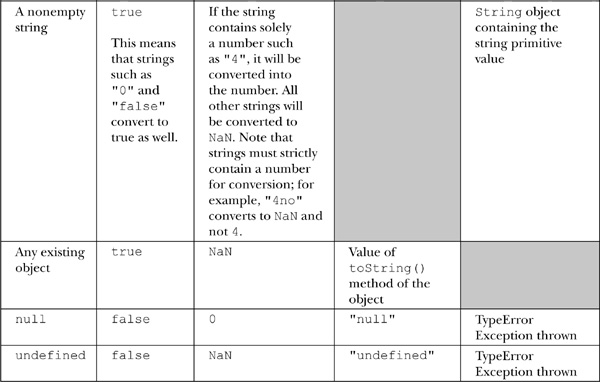 A nonempty
string
true
This means
that strings
such as
"0" and
"false"
convert to
true as well.
If the string
contains solely
a number such
as "4", it will be
converted into
the number. All
other strings will
be converted to
NaN. Note that
strings must strictly
contain a number
for conversion; for
example, "4no"
converts to NaN and
not 4.
String object
containing the
string primitive
value
Any existing
object
true
NaN
Value of
toString()
method of the
object
null
false
0
"null"
TypeError
Exception thrown
undefined
false
NaN
"undefined"
TypeError
Exception thrown